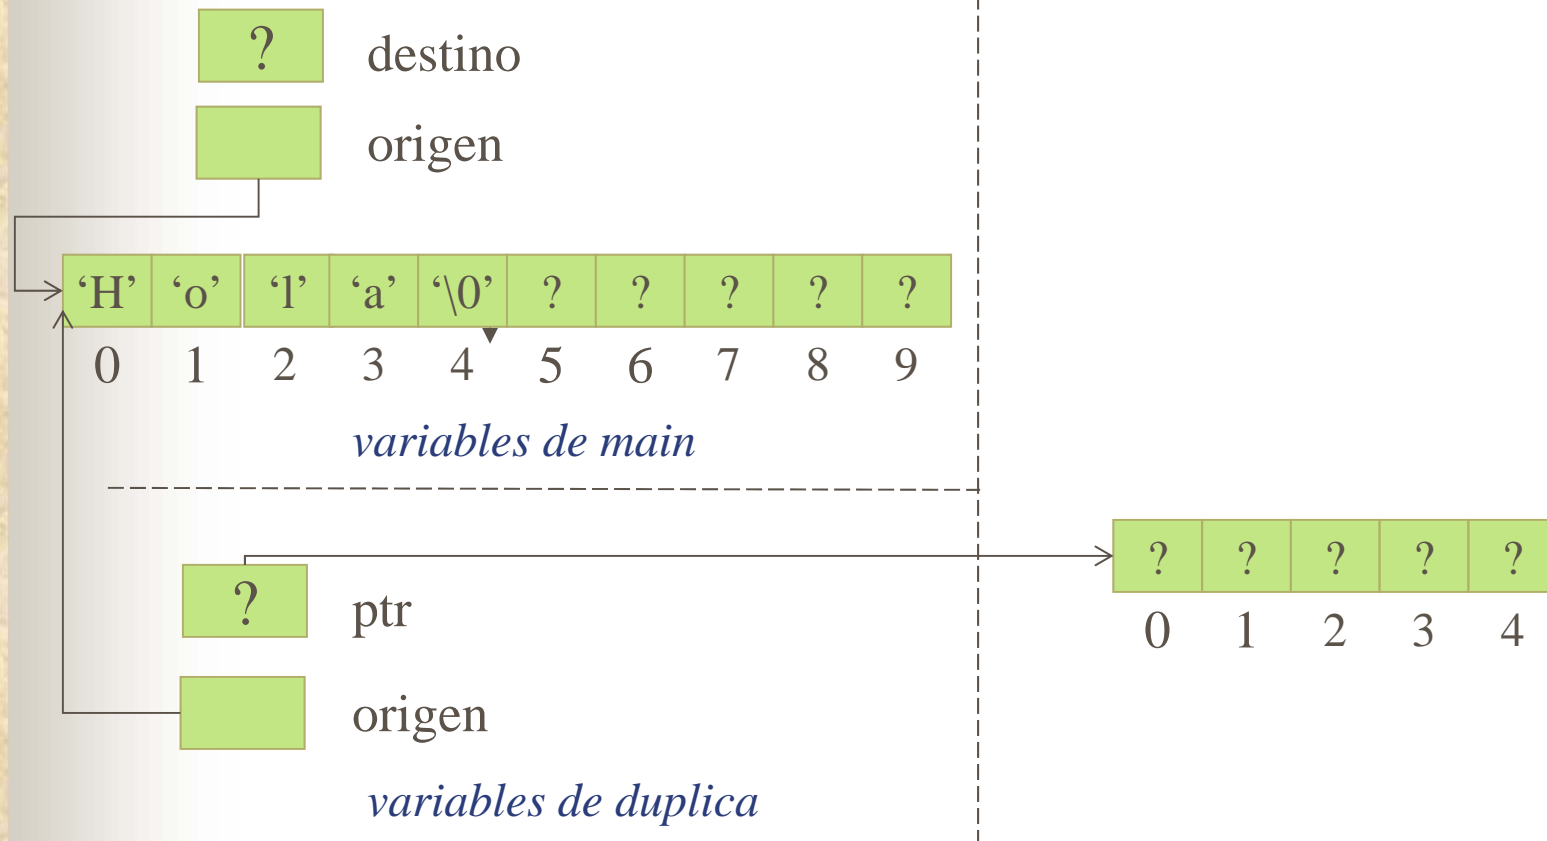 ? destino
origen
‘H’ ‘o’ ‘l’ ‘a’ ‘\0’ ? ? ? ? ?
0 1 2 3 4 5 6 7 8 9
variables de main
? ? ? ? ?
? ptr
0 1 2 3 4
origen
variables de duplica